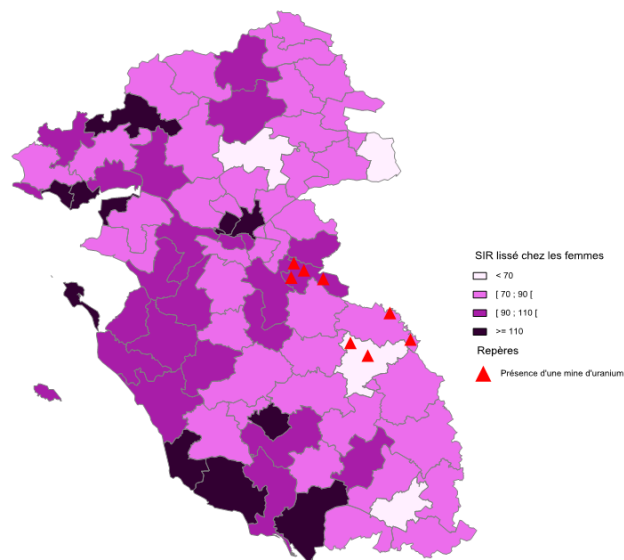 SIR lissé chez les femmes
< 70
[ 70 ; 90 [
[ 90 ; 110 [
>= 110
Repères
Présence d'une mine d'uranium